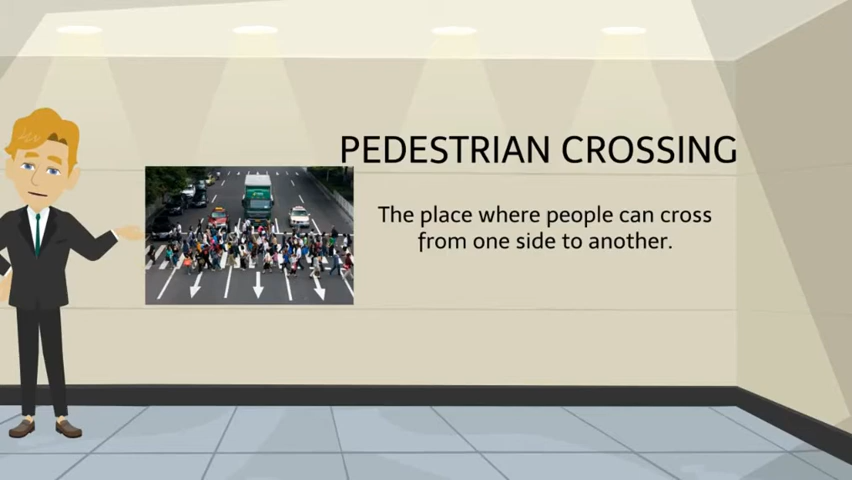 PEDESTRIAN CROSSING
The place where people can cross
from one side to another.